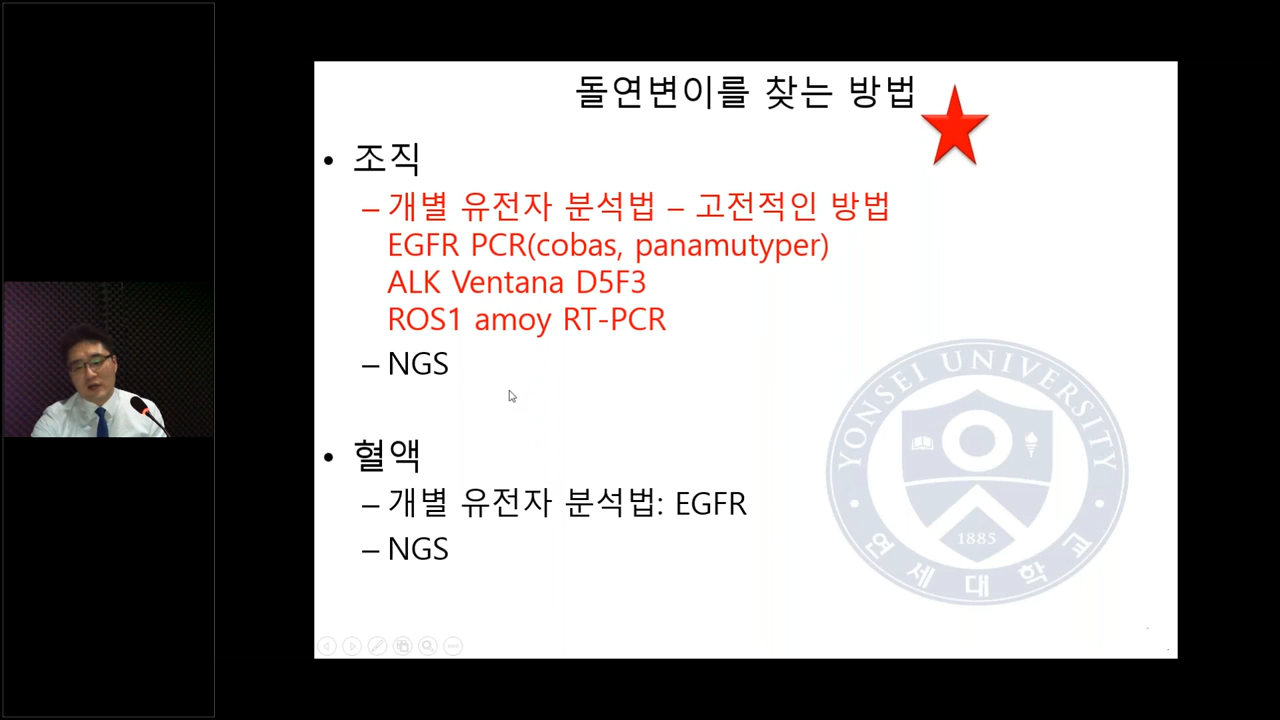 돌연변이를 찾는 방법
• 조직
– 개별 유전자 분석법 – 고전적인 방법
EGFR PCR(cobas, panamutyper)
ALK Ventana D5F3
ROS1 amoy RT-PCR
– NGS
• 혈액
– 개별 유전자 분석법: EGFR
– NGS
YONSEI UNIVERSITY
1885
연세대학교